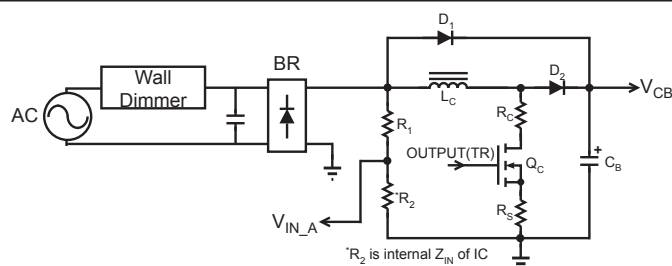 D1
Wall
Dimmer
BR
AC
LC
D2
VCB
R1
RC
OUTPUT(TR)
QC
+
CB
*R2
RS
VIN_A
*R2 is internal ZIN of IC